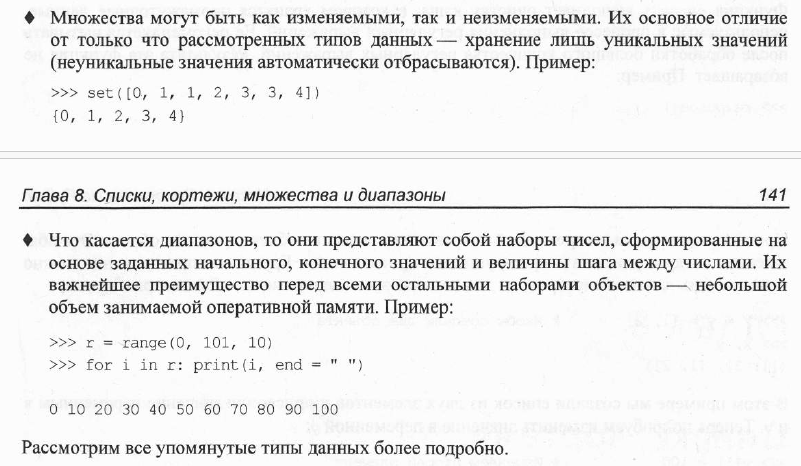 ♦ Множества могут быть как изменяемыми, так и неизменяемыми. Их основное отличие
от только что рассмотренных типов данных — хранение лишь уникальных значений
(неуникальные значения автоматически отбрасываются). Пример:
>>> set([0, 1, 1, 2, 3, 3, 4])
{0, 1, 2, 3, 4}
Глава 8. Списки, кортежи, множества и диапазоны 141
♦ Что касается диапазонов, то они представляют собой наборы чисел, сформированные на
основе заданных начального, конечного значений и величины шага между числами. Их
важнейшее преимущество перед всеми остальными наборами объектов — небольшой
объем занимаемой оперативной памяти. Пример:
>>> r = range(0, 101, 10)
>>> for i in r: print(i, end = " ")
0 10 20 30 40 50 60 70 80 90 100
Рассмотрим все упомянутые типы данных более подробно.